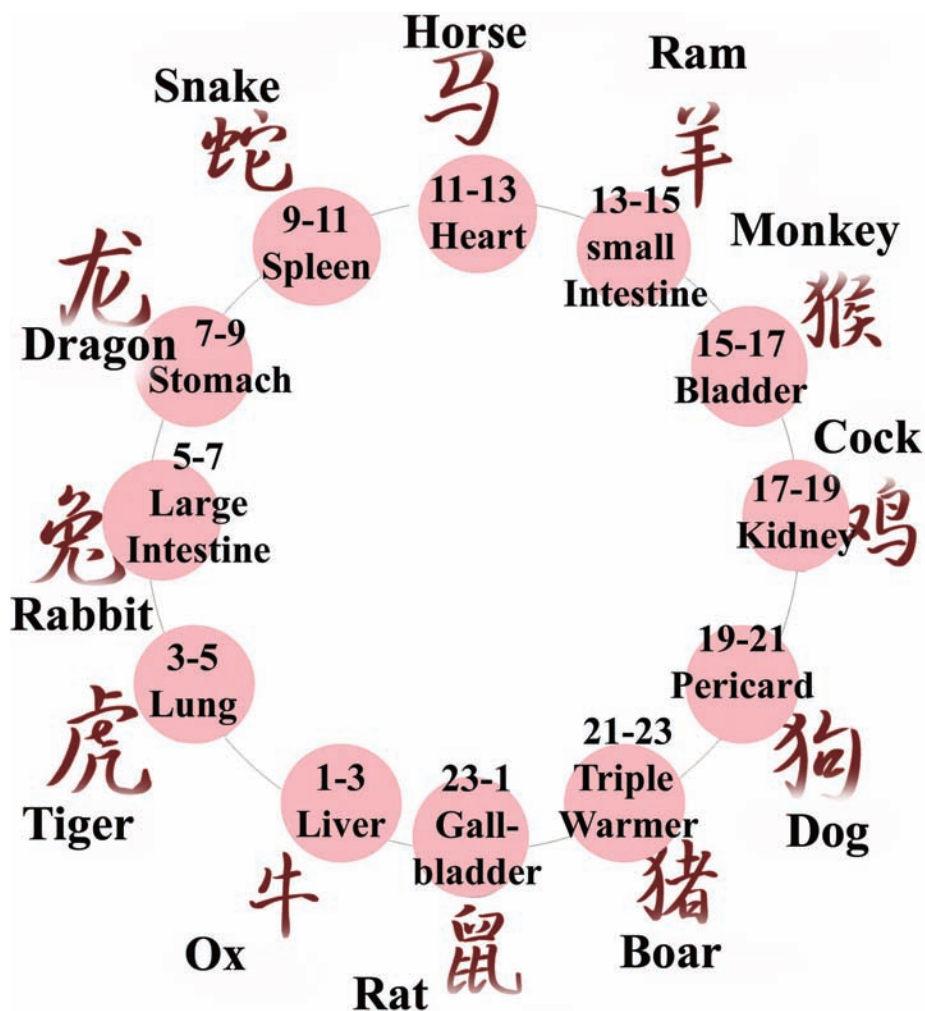 Horse
马
11-13
Heart
Ram
羊
13-15
small
Intestine
Monkey
猴
15-17
Bladder
Cock
鸡
17-19
Kidney
19-21
Pericard
狗
Dog
21-23
Triple
Warmer
猪
Boar
23-1
Gall-
bladder
鼠
Rat
1-3
Liver
牛
Ox
3-5
Lung
虎
Tiger
5-7
Large
Intestine
兔
Rabbit
龙
Dragon
7-9
Stomach
Snake
蛇
9-11
Spleen